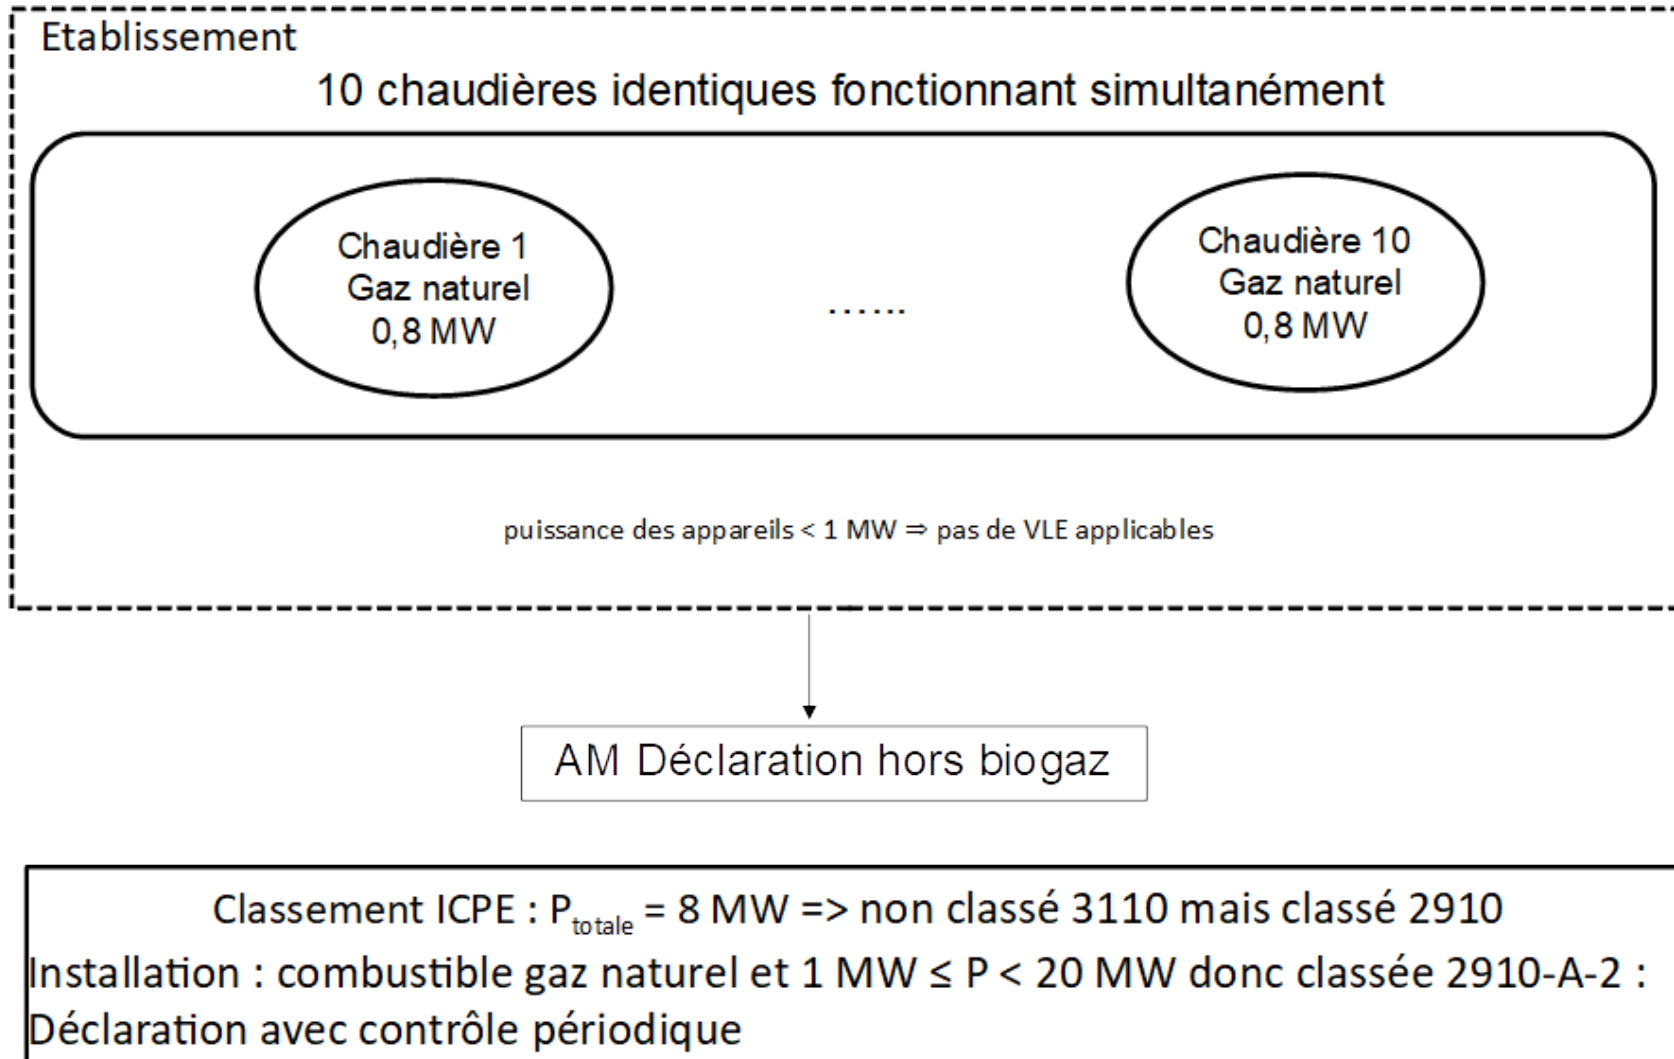 Etablissement
10 chaudières identiques fonctionnant simultanément
Chaudière 1
Gaz naturel
0,8 MW
......
Chaudière 10
Gaz naturel
0,8 MW
puissance des appareils < 1 MW ⇒ pas de VLE applicables
AM Déclaration hors biogaz
Classement ICPE : Ptotale = 8 MW => non classé 3110 mais classé 2910
Installation : combustible gaz naturel et 1 MW ≤ P < 20 MW donc classée 2910-A-2 :
Déclaration avec contrôle périodique